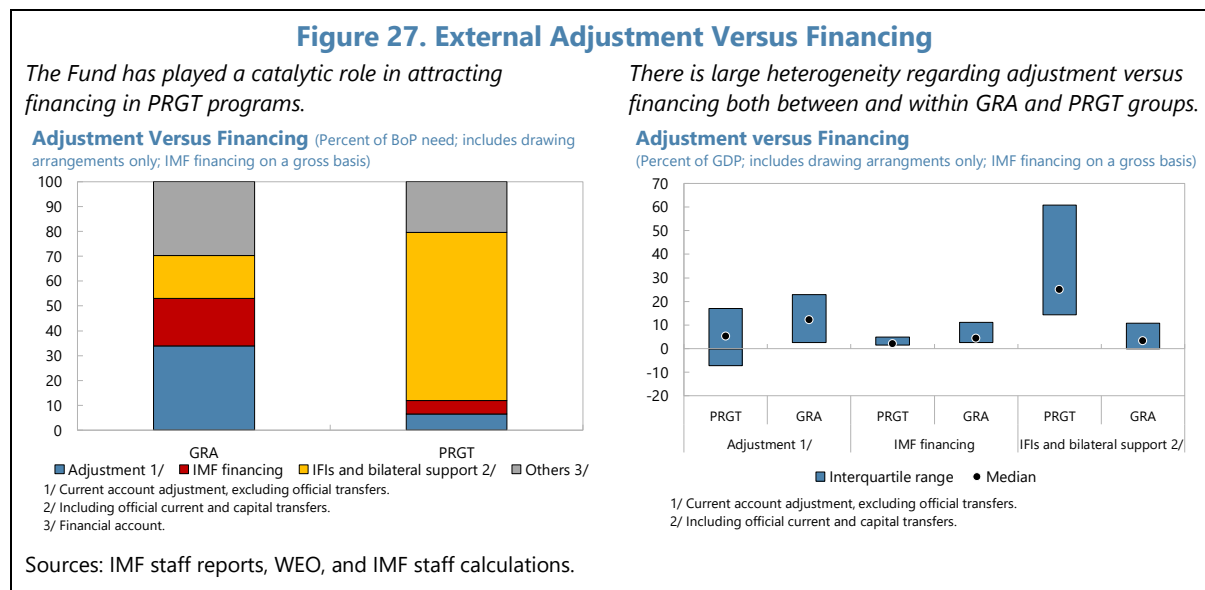 Figure 27. External Adjustment Versus Financing
The Fund has played a catalytic role in attracting
financing in PRGT programs.
Adjustment Versus Financing (Percent of BoP need; includes drawing
arrangements only; IMF financing on a gross basis)
100
90
80
70
60
50
40
30
20
10
0
GRA
PRGT
Adjustment 1/
IMF financing
IFIs and bilateral support 2/
Others 3/
1/ Current account adjustment, excluding official transfers.
2/ Including official current and capital transfers.
3/ Financial account.
There is large heterogeneity regarding adjustment versus
financing both between and within GRA and PRGT groups.
Adjustment versus Financing
(Percent of GDP; includes drawing arrangments only; IMF financing on a gross basis)
70
60
50
40
30
20
10
0
-10
-20
PRGT
GRA
PRGT
GRA
PRGT
GRA
Adjustment 1/
IMF financing
IFIs and bilateral support 2/
Interquartile range
Median
1/ Current account adjustment, excluding official transfers.
2/ Including official current and capital transfers.
Sources: IMF staff reports, WEO, and IMF staff calculations.